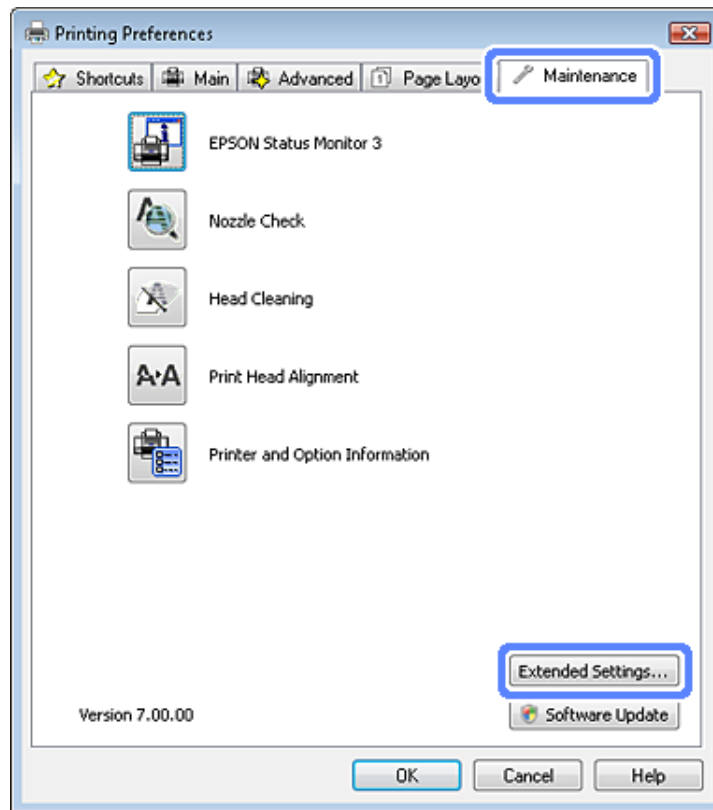 Printing Preferences
Shortcuts Main Advanced Page Layo Maintenance
EPSON Status Monitor 3
Nozzle Check
Head Cleaning
A A Print Head Alignment
Printer and Option Information
Extended Settings...
Version 7.00.00 Software Update
OK Cancel Help